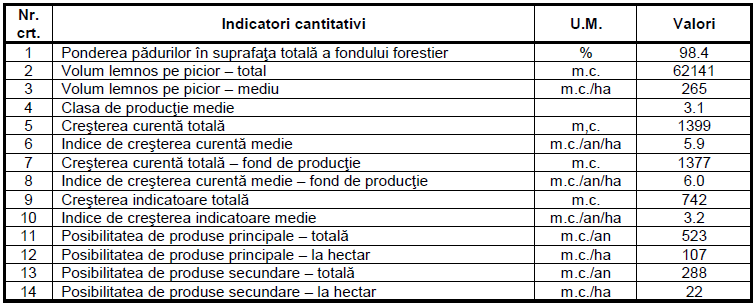 Nr. crt. Indicatori cantitativi U.M. Valori
1 Ponderea pădurilor în suprafaţa totală a fondului forestier % 98.4
2 Volum lemnos pe picior – total m.c. 62141
3 Volum lemnos pe picior – mediu m.c./ha 265
4 Clasa de producţie medie 3.1
5 Creşterea curentă totală m,c. 1399
6 Indice de creşterea curentă medie m.c./an/ha 5.9
7 Creşterea curentă totală – fond de producţie m.c. 1377
8 Indice de creşterea curentă medie – fond de producţie m.c./an/ha 6.0
9 Creşterea indicatoare totală m.c. 742
10 Indice de creşterea indicatoare medie m.c./an/ha 3.2
11 Posibilitatea de produse principale – totală m.c./an 523
12 Posibilitatea de produse principale – la hectar m.c./ha 107
13 Posibilitatea de produse secundare – totală m.c./an 288
14 Posibilitatea de produse secundare – la hectar m.c./ha 22